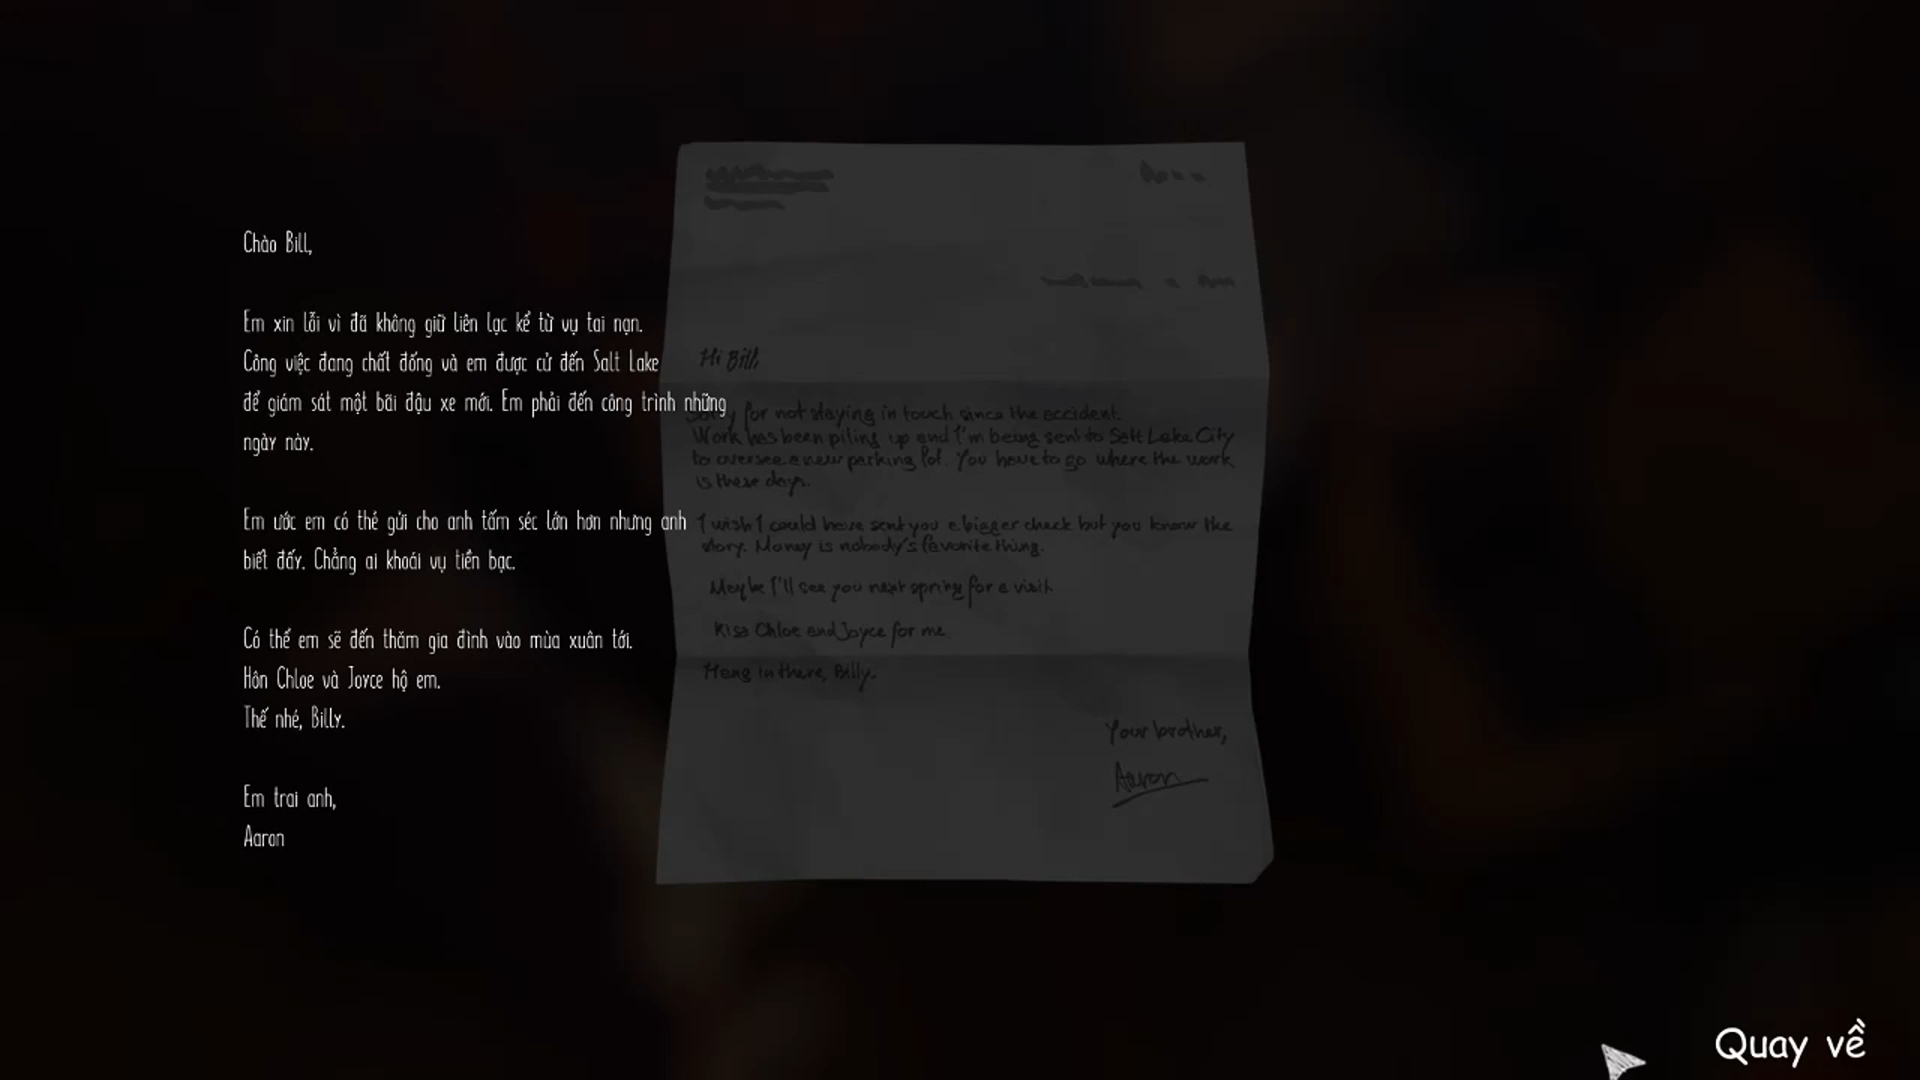 Chào Bill,
Em xin lỗi vì đã không giữ liên lạc kể từ vụ tai nạn.
Công việc đang chất đống và em được cử đến Salt Lake
để giám sát một bãi đậu xe mới. Em phải đến công trình những
ngày này.
Em ước em có thể gửi cho anh tấm séc lớn hơn nhưng anh
biết đấy. Chẳng ai khoái vụ tiền bạc.
Có thể em sẽ đến thăm gia đình vào mùa xuân tới.
Hôn Chloe và Joyce hộ em.
Thế nhé, Billy.
Em trai anh,
Aaron
Hi Bill,
for not staying in touch since the accident.
Work has been piling up and I'm being sent to Salt Lake City
to oversee a new parking lot. You have to go where the work
is these days.
I wish I could have sent you a bigger check but you know the
story. Money is nobody's favorite thing.
Maybe I'll see you next spring for a visit.
Kiss Chloe and Joyce for me.
Hang in there, Billy.
Your brother,
Aaron
Quay về